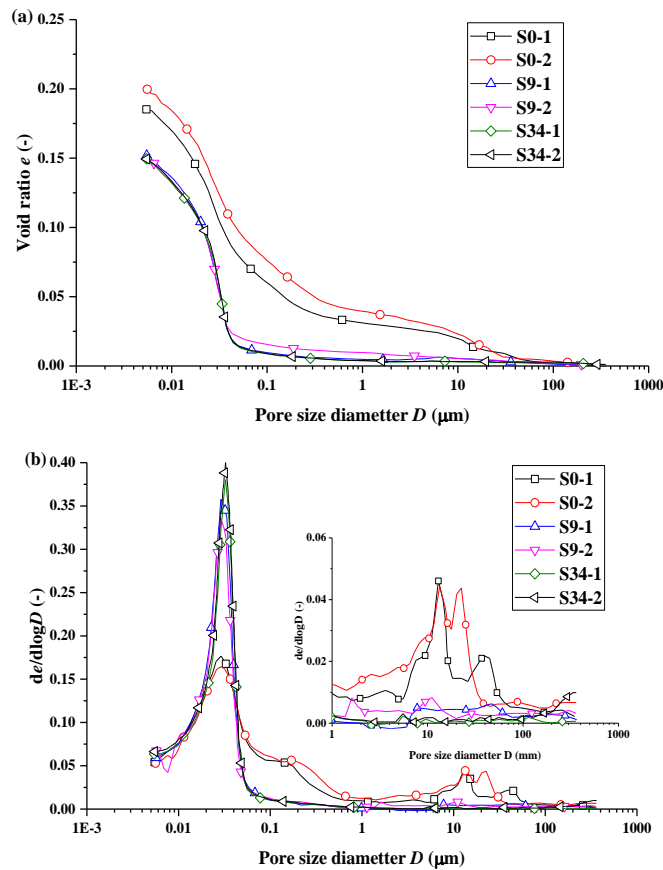 (a)
0.25
0.20
0.15
0.10
0.05
0.00
Void ratio e (-)
S0-1
S0-2
S9-1
S9-2
S34-1
S34-2
1E-3 0.01 0.1 1 10 100 1000
Pore size diametter D (μm)
(b)
0.40
0.35
0.30
0.25
0.20
0.15
0.10
0.05
0.00
de/dlogD (-)
S0-1
S0-2
S9-1
S9-2
S34-1
S34-2
0.06
0.04
0.02
0.00
de/dlogD (-)
1 10 100 1000
Pore size diametter D (mm)
1E-3 0.01 0.1 1 10 100 1000
Pore size diametter D (μm)